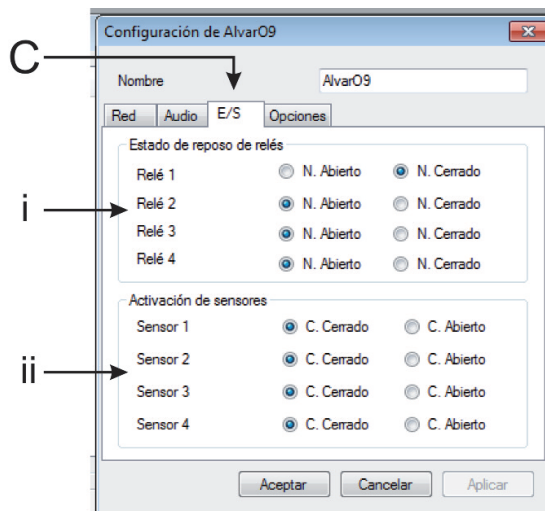 Configuración de AlvarO9
C
Nombre AlvarO9
Red Audio E/S Opciones
Estado de reposo de relés
Relé 1 N. Abierto N. Cerrado
i
Relé 2 N. Abierto N. Cerrado
Relé 3 N. Abierto N. Cerrado
Relé 4 N. Abierto N. Cerrado
Activación de sensores
Sensor 1 C. Cerrado C. Abierto
Sensor 2 C. Cerrado C. Abierto
ii
Sensor 3 C. Cerrado C. Abierto
Sensor 4 C. Cerrado C. Abierto
Aceptar Cancelar Aplicar